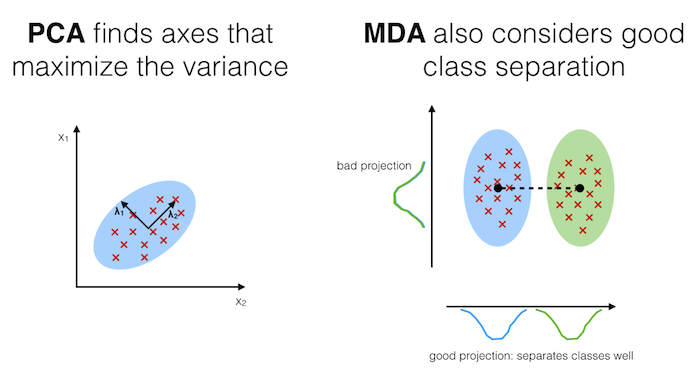 PCA finds axes that
maximize the variance
x1
λ1
λ2
x2
MDA also considers good
class separation
bad projection
good projection: separates classes well